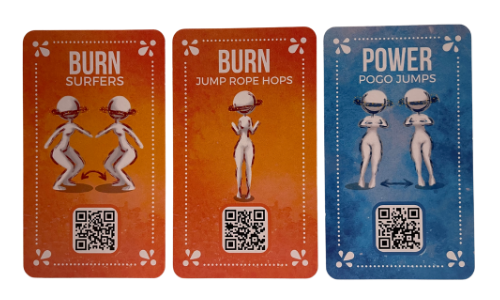 BURN
SURFERS
BURN
JUMP ROPE HOPS
POWER
POGO JUMPS